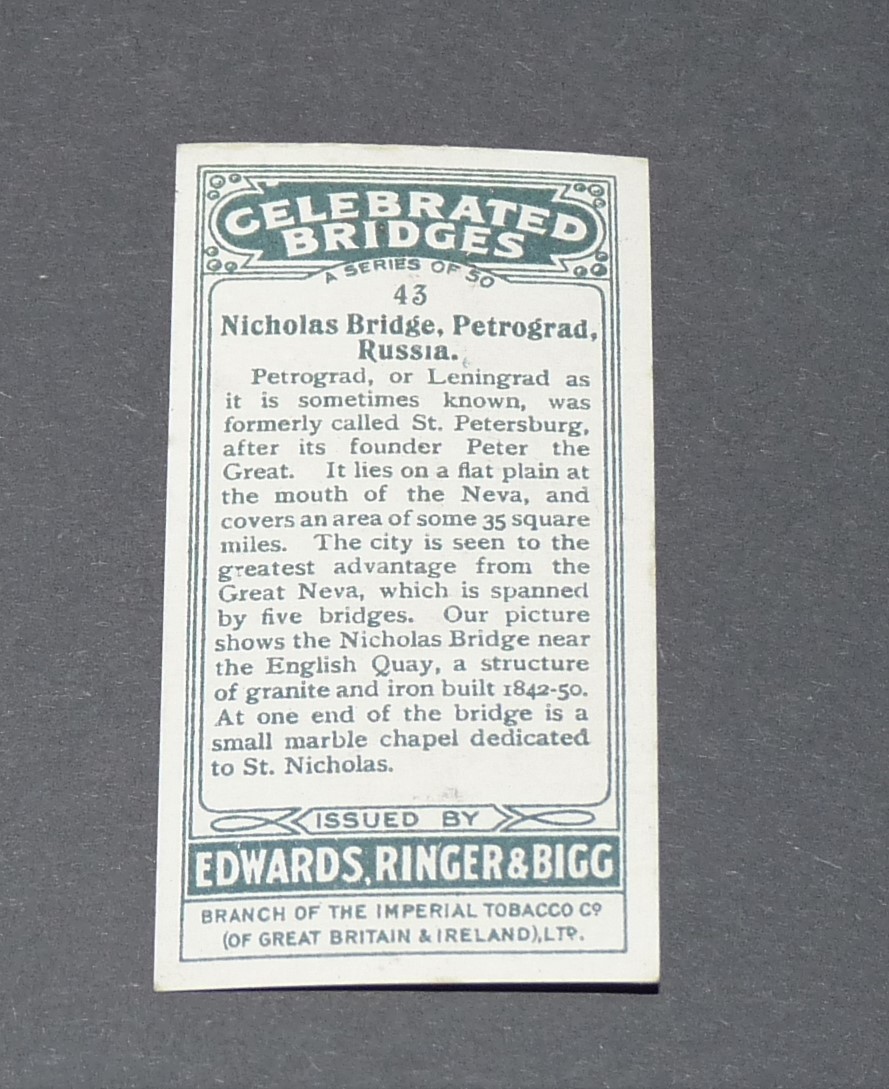 CELEBRATED
BRIDGES
A SERIES OF 50
43
Nicholas Bridge, Petrograd,
Russia.
Petrograd, or Leningrad as
it is sometimes known, was
formerly called St. Petersburg,
after its founder Peter the
Great. It lies on a flat plain at
the mouth of the Neva, and
covers an area of some 35 square
miles. The city is seen to the
greatest advantage from the
Great Neva, which is spanned
by five bridges. Our picture
shows the Nicholas Bridge near
the English Quay, a structure
of granite and iron built 1842-50.
At one end of the bridge is a
small marble chapel dedicated
to St. Nicholas.
ISSUED BY
EDWARDS, RINGER & BIGG
BRANCH OF THE IMPERIAL TOBACCO Co.
(OF GREAT BRITAIN & IRELAND), LTD.